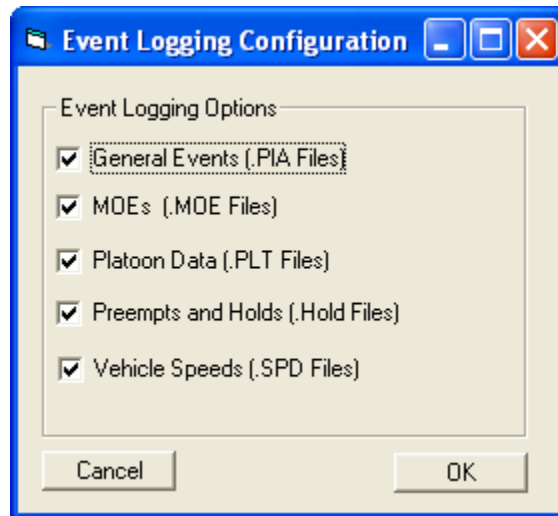 Event Logging Configuration
Event Logging Options
General Events (.PIA Files)
MOEs (.MOE Files)
Platoon Data (.PLT Files)
Preempts and Holds (.Hold Files)
Vehicle Speeds (.SPD Files)
Cancel OK